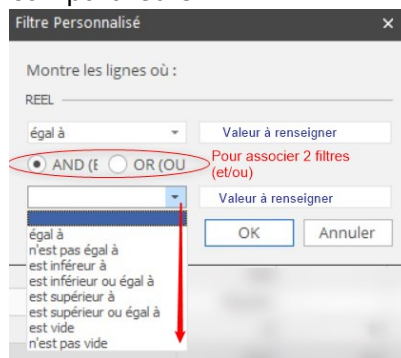 Filtre Personnalisé
Montre les lignes où :
REEL
égal à
Valeur à renseigner
AND (E
OR (OU
Pour associer 2 filtres
(et/ou)
Valeur à renseigner
égal à
n'est pas égal à
est inféreur à
est inférieur ou égal à
est supérieur à
est supérieur ou égal à
est vide
n'est pas vide
OK
Annuler